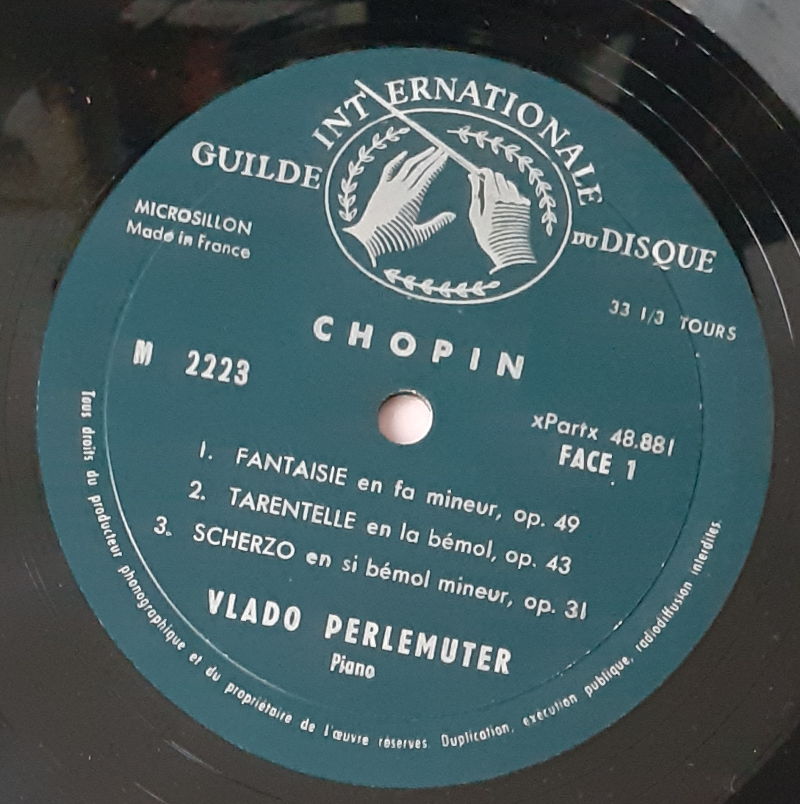 GUILDE INTERNATIONALE DU DISQUE
MICROSILLON
Made in France
33 1/3 TOURS
CHOPIN
M 2223
xPartx 48.881
FACE 1
1. FANTAISIE en fa mineur, op. 49
2. TARENTELLE en la bémol, op. 43
3. SCHERZO en si bémol mineur, op. 31
VLADO PERLEMUTER
Piano
Tous droits du producteur phonographique et du propriétaire de l'œuvre réservés. Duplication, exécution publique, radiodiffusion interdites.